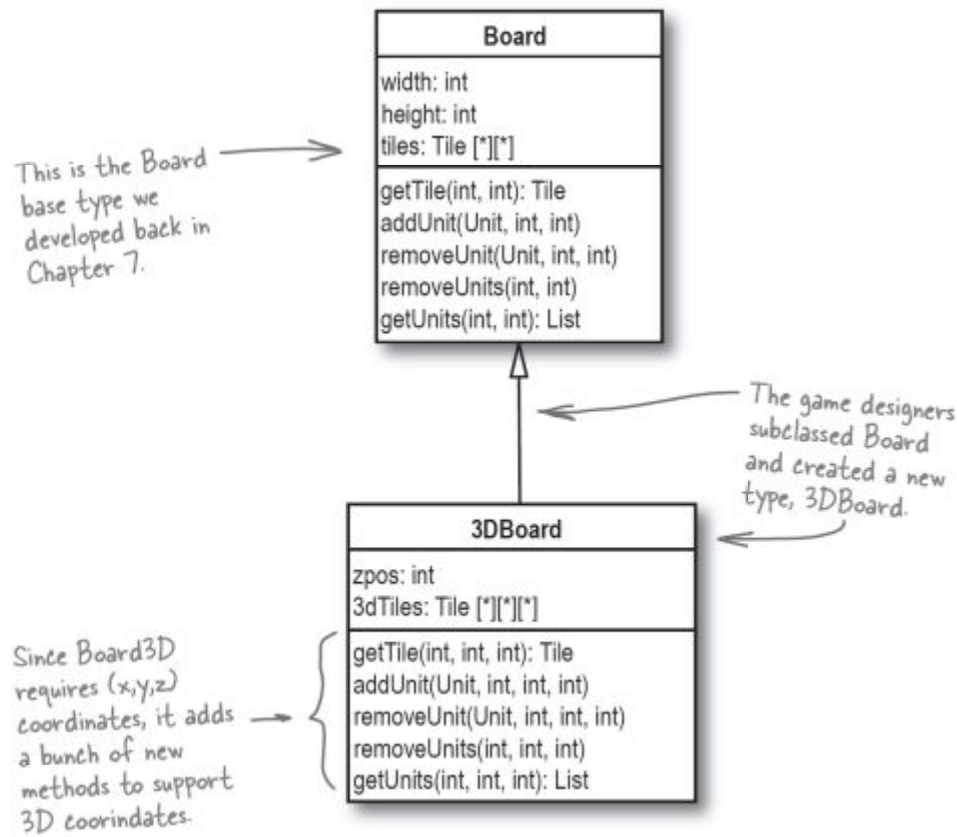 Board
width: int
height: int
tiles: Tile [*][*]
This is the Board
base type we
developed back in
Chapter 7.
getTile(int, int): Tile
addUnit(Unit, int, int)
removeUnit(Unit, int, int)
removeUnits(int, int)
getUnits(int, int): List
The game designers
subclassed Board
and created a new
type, 3DBoard.
3DBoard
zpos: int
3dTiles: Tile [*][*][*]
Since Board3D
requires (x,y,z)
coordinates, it adds
a bunch of new
methods to support
3D coorindates.
getTile(int, int, int): Tile
addUnit(Unit, int, int, int)
removeUnit(Unit, int, int, int)
removeUnits(int, int, int)
getUnits(int, int, int): List